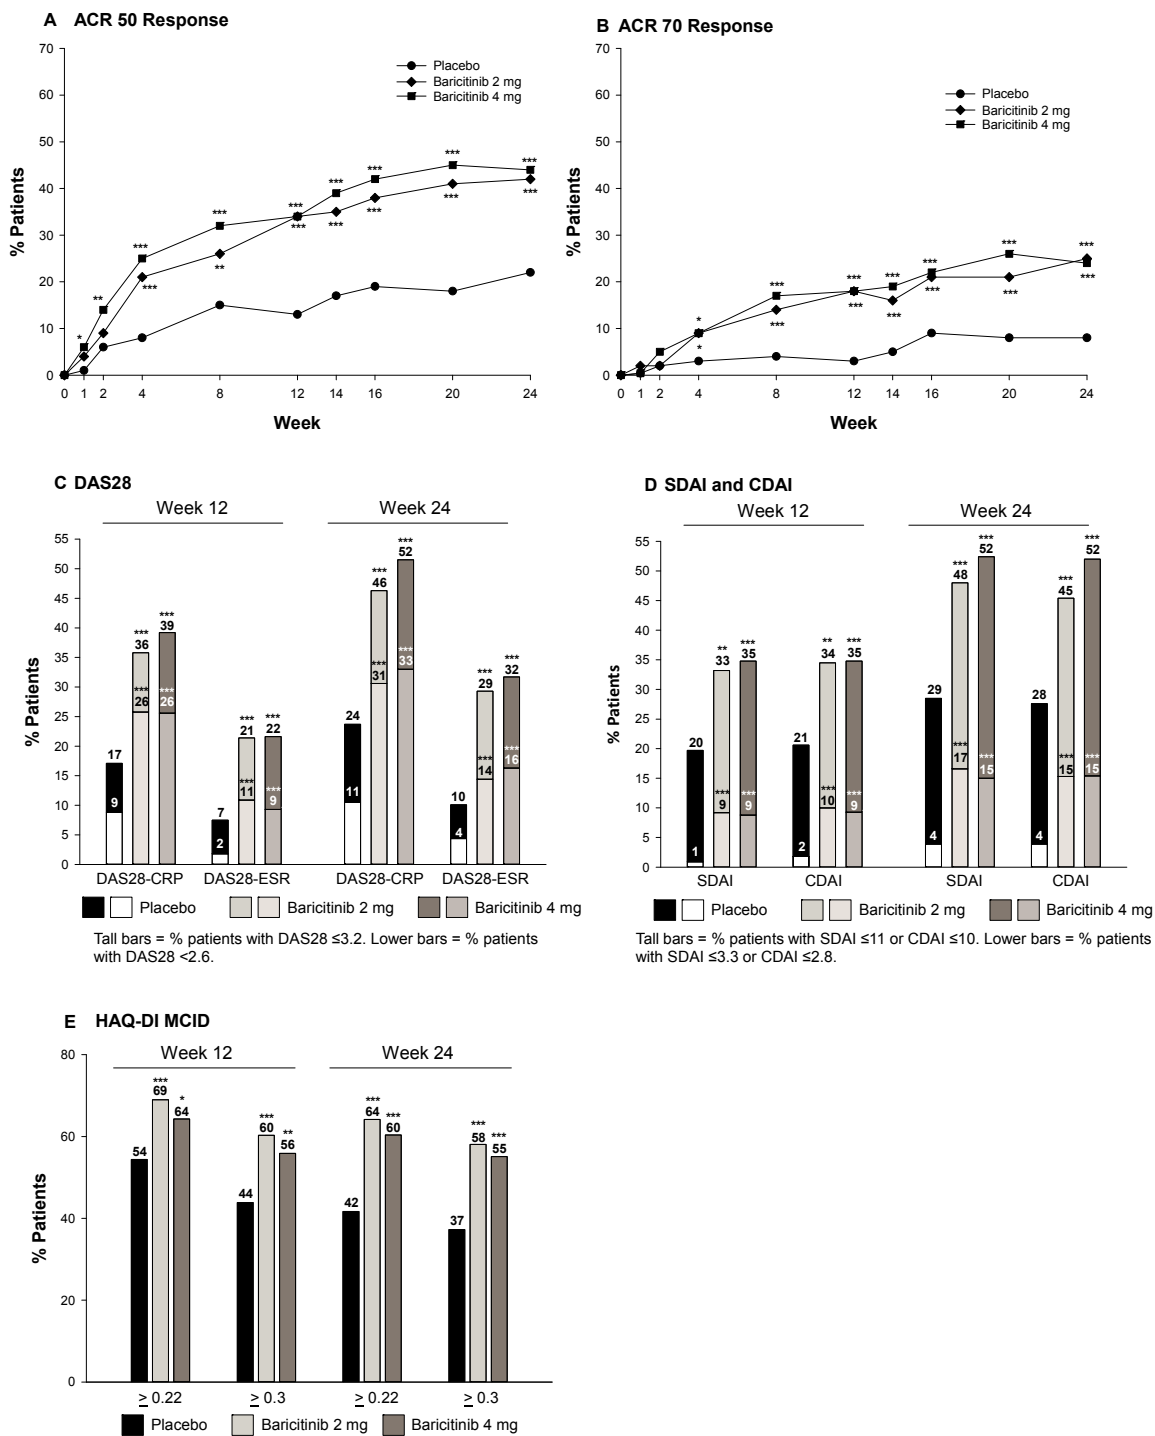 A ACR 50 Response
70
60
50
40
30
20
10
0
% Patients
Placebo
Baricitinib 2 mg
Baricitinib 4 mg
* ** *** *** *** *** *** *** ***
*** ** *** *** *** *** ***
0 1 2 4 8 12 14 16 20 24
Week
B ACR 70 Response
70
60
50
40
30
20
10
0
% Patients
Placebo
Baricitinib 2 mg
Baricitinib 4 mg
* *** *** *** *** *** ***
* *** *** *** *** *** ***
0 1 2 4 8 12 14 16 20 24
Week
C DAS28
Week 12 Week 24
55
50
45
40
35
30
25
20
15
10
5
0
% Patients
17 9
*** 36 *** 26
*** 39 *** 26
7 2
*** 21 *** 11
*** 22 *** 9
24 11
*** 46 *** 31
*** 52 *** 33
10 4
*** 29 *** 14
*** 32 *** 16
DAS28-CRP DAS28-ESR DAS28-CRP DAS28-ESR
Placebo Baricitinib 2 mg Baricitinib 4 mg
Tall bars = % patients with DAS28 ≤3.2. Lower bars = % patients
with DAS28 <2.6.
D SDAI and CDAI
Week 12 Week 24
55
50
45
40
35
30
25
20
15
10
5
0
% Patients
20 1
** 33 *** 9
*** 35 *** 9
21 2
** 34 *** 10
*** 35 *** 9
29 4
*** 48 *** 17
*** 52 *** 15
28 4
*** 45 *** 15
*** 52 *** 15
SDAI CDAI SDAI CDAI
Placebo Baricitinib 2 mg Baricitinib 4 mg
Tall bars = % patients with SDAI ≤11 or CDAI ≤10. Lower bars = % patients
with SDAI ≤3.3 or CDAI ≤2.8.
E HAQ-DI MCID
Week 12 Week 24
80
60
40
20
0
% Patients
54
*** 69
* 64
44
*** 60
** 56
42
*** 64
*** 60
37
*** 58
*** 55
≥ 0.22 ≥ 0.3 ≥ 0.22 ≥ 0.3
Placebo Baricitinib 2 mg Baricitinib 4 mg